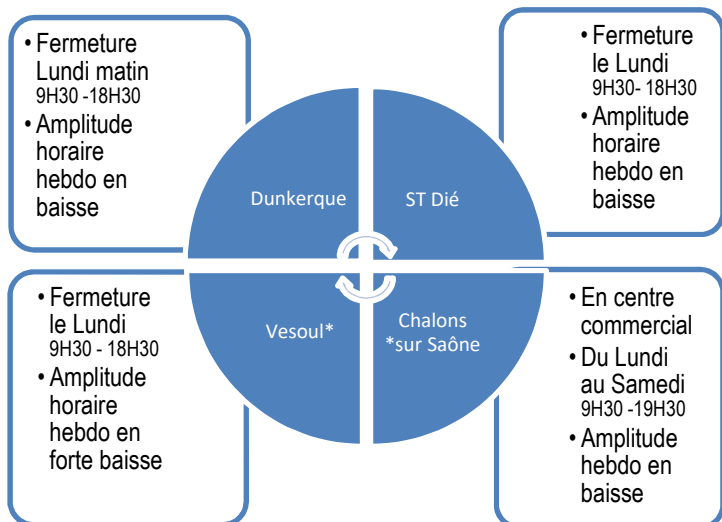 • Fermeture
Lundi matin
9H30 -18H30
• Amplitude
horaire
hebdo en
baisse
• Fermeture
le Lundi
9H30- 18H30
• Amplitude
horaire
hebdo en
baisse
Dunkerque
ST Dié
Vesoul*
Chalons
*sur Saône
• Fermeture
le Lundi
9H30 - 18H30
• Amplitude
horaire
hebdo en
forte baisse
• En centre
commercial
• Du Lundi
au Samedi
9H30 -19H30
• Amplitude
hebdo en
baisse